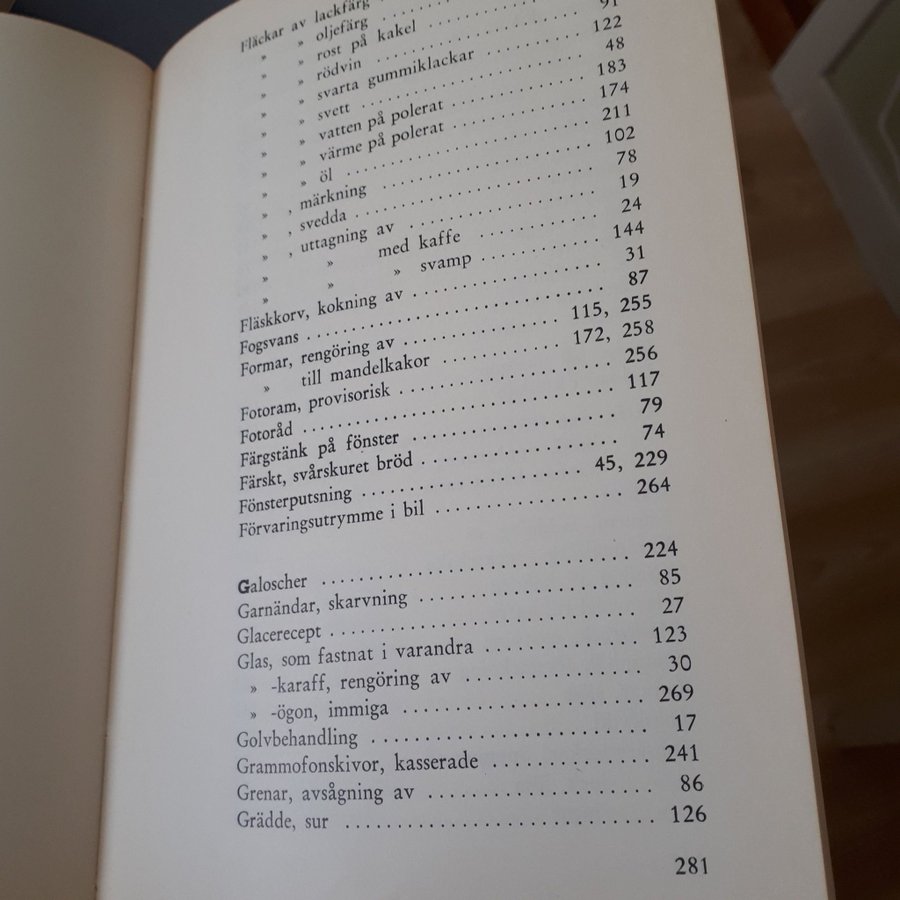 Fläckar av lackfärg
» » oljefärg
» » rost på kakel
» » rödvin ........ 91
» » svarta gummiklackar ........ 122
» » svett ........ 48
» » vatten på polerat ........ 183
» » värme på polerat ........ 174
» » öl ........ 211
» , märkning ........ 102
» , svedda ........ 78
» , uttagning av ........ 19
» » med kaffe ........ 24
» » » svamp ........ 144
Fläskkorv, kokning av ........ 31
Fogsvans ........ 87
Formar, rengöring av ........ 115, 255
» till mandelkakor ........ 172, 258
Fotoram, provisorisk ........ 256
Fotoråd ........ 117
Färgstänk på fönster ........ 79
Färskt, svårskuret bröd ........ 74
Fönsterputsning ........ 45, 229
Förvaringsutrymme i bil ........ 264
Galoscher ........ 224
Garnändar, skarvning ........ 85
Glacerecept ........ 27
Glas, som fastnat i varandra ........ 123
» -karaff, rengöring av ........ 30
» -ögon, immiga ........ 269
Golvbehandling ........ 17
Grammofonskivor, kasserade ........ 241
Grenar, avsågning av ........ 86
Grädde, sur ........ 126
281